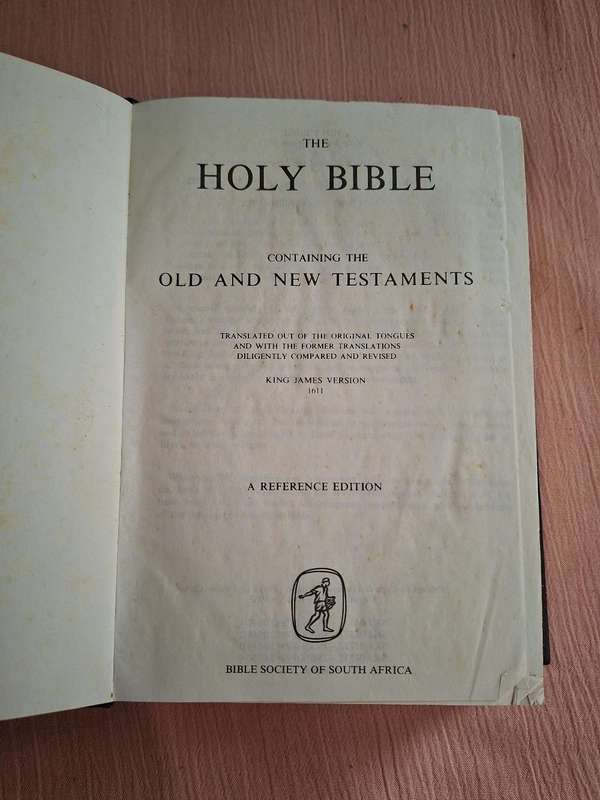 THE
HOLY BIBLE
CONTAINING THE
OLD AND NEW TESTAMENTS
TRANSLATED OUT OF THE ORIGINAL TONGUES
AND WITH THE FORMER TRANSLATIONS
DILIGENTLY COMPARED AND REVISED
KING JAMES VERSION
1611
A REFERENCE EDITION
BIBLE SOCIETY OF SOUTH AFRICA